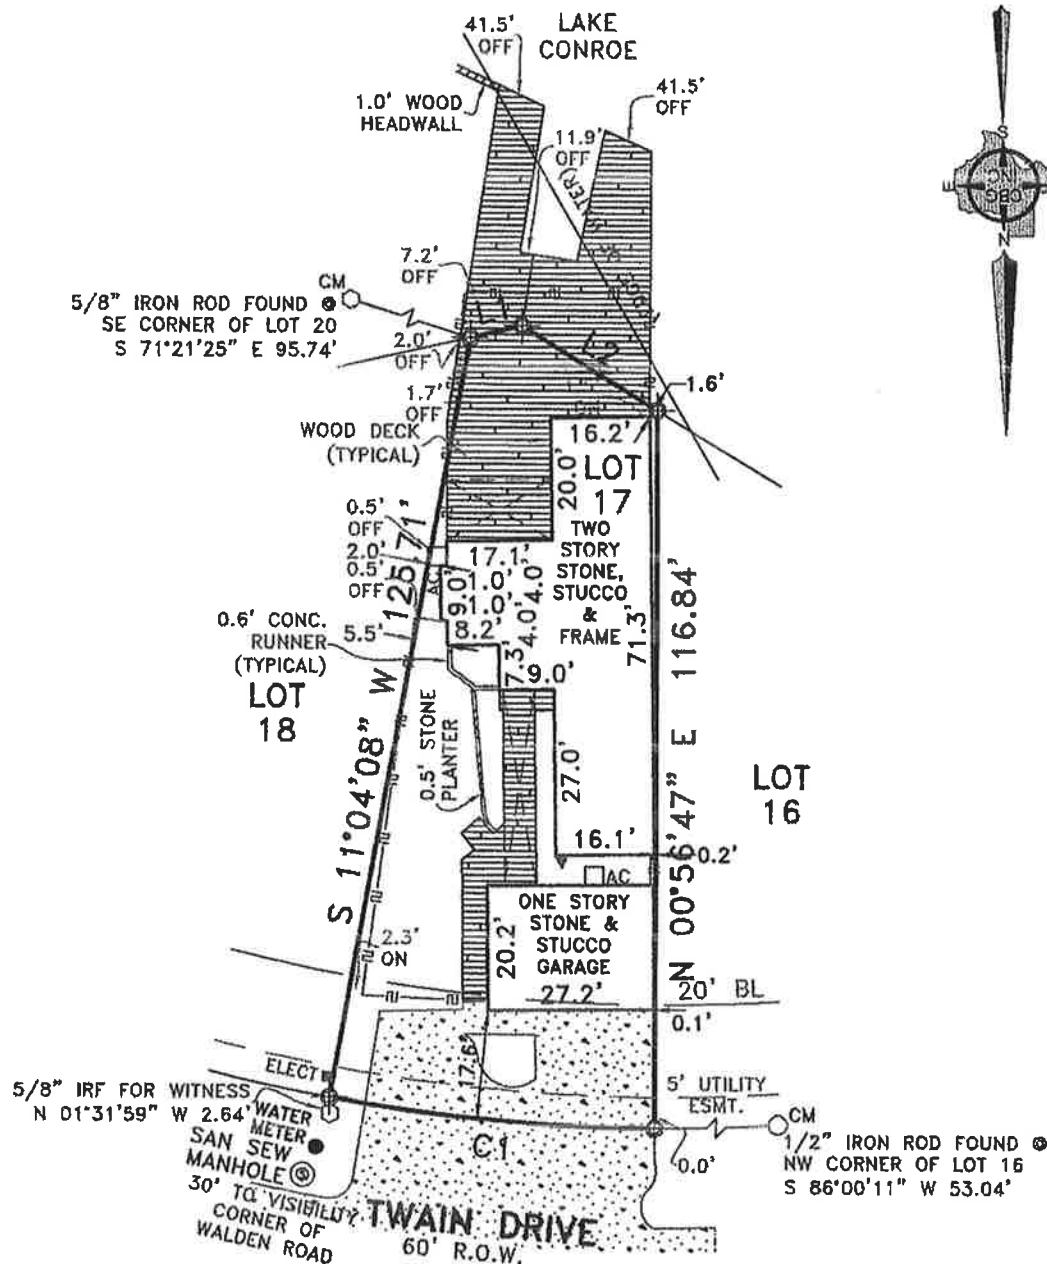 41.5'
OFF
LAKE
CONROE
41.5'
OFF
1.0' WOOD
HEADWALL
11.9'
OFF
S
E
N
7.2'
OFF
CM
5/8" IRON ROD FOUND @
SE CORNER OF LOT 20
S 71°21'25" E 95.74'
L1
L2
2.0'
OFF
1.6'
1.7'
OFF
WOOD DECK
(TYPICAL)
16.2'
20.0'
LOT
17
0.5'
OFF
2.0'
0.5'
OFF
17.1'
1.0'
1.0'
9.0'
AC
4.0'
4.0'
8.2'
TWO
STORY
STONE,
STUCCO
&
FRAME
71.3'
0.6' CONC.
RUNNER
(TYPICAL)
5.5'
7.3'
9.0'
LOT
18
S 11°04'08" W 125.71'
0.5' STONE
PLANTER
27.0'
N 00°56'47" E 116.84'
LOT
16
16.1'
0.2'
AC
ONE STORY
STONE &
STUCCO
GARAGE
20.2'
27.2'
2.3'
ON
20' BL
0.1'
17.6'
ELECT
5/8" IRF FOR WITNESS
N 01°31'59" W 2.64'
WATER
METER
SAN SEW
MANHOLE
S
30' TO VISIBILITY
CORNER OF
WALDEN ROAD
5' UTILITY
ESMT.
CM
1/2" IRON ROD FOUND @
NW CORNER OF LOT 16
S 86°00'11" W 53.04'
0.0'
C1
TWAIN DRIVE
60' R.O.W.